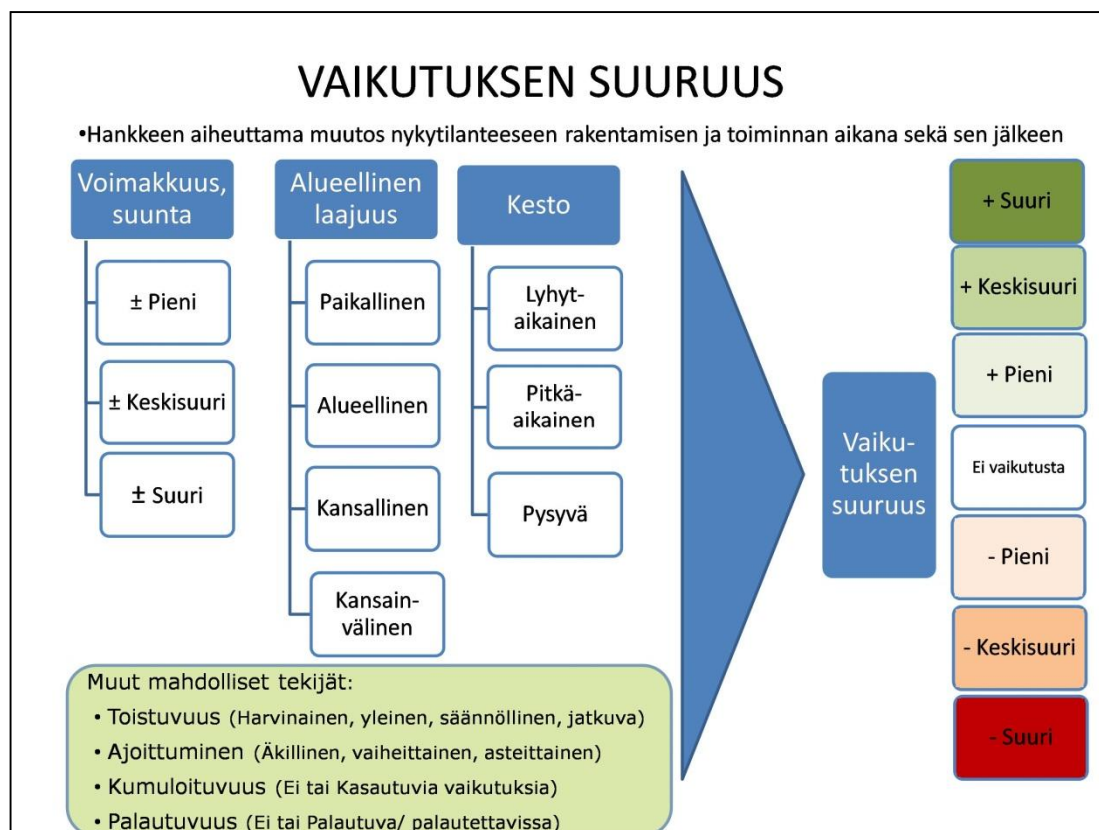 VAIKUTUKSEN SUURUUS
•Hankkeen aiheuttama muutos nykytilanteeseen rakentamisen ja toiminnan aikana sekä sen jälkeen
Voimakkuus,
suunta
± Pieni
± Keskisuuri
± Suuri
Alueellinen
laajuus
Paikallinen
Alueellinen
Kansallinen
Kansain-
välinen
Kesto
Lyhyt-
aikainen
Pitkä-
aikainen
Pysyvä
Muut mahdolliset tekijät:
• Toistuvuus (Harvinainen, yleinen, säännöllinen, jatkuva)
• Ajoittuminen (Äkillinen, vaiheittainen, asteittainen)
• Kumuloituvuus (Ei tai Kasautuvia vaikutuksia)
• Palautuvuus (Ei tai Palautuva/ palautettavissa)
Vaiku-
tuksen
suuruus
+ Suuri
+ Keskisuuri
+ Pieni
Ei vaikutusta
- Pieni
- Keskisuuri
- Suuri